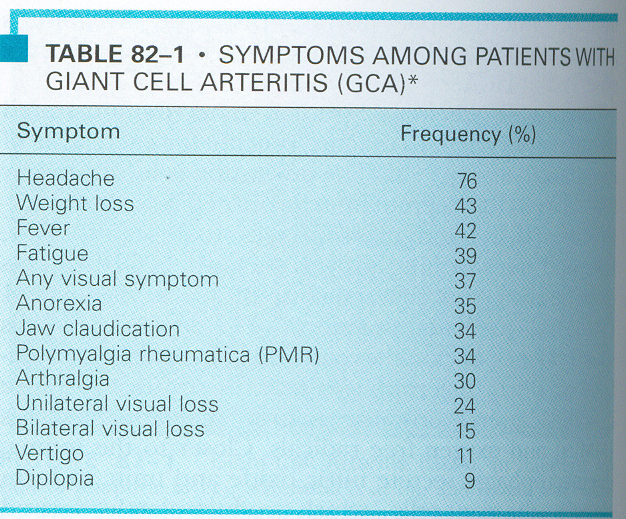 TABLE 82–1 • SYMPTOMS AMONG PATIENTS WITH
GIANT CELL ARTERITIS (GCA)*
Symptom Frequency (%)
Headache 76
Weight loss 43
Fever 42
Fatigue 39
Any visual symptom 37
Anorexia 35
Jaw claudication 34
Polymyalgia rheumatica (PMR) 34
Arthralgia 30
Unilateral visual loss 24
Bilateral visual loss 15
Vertigo 11
Diplopia 9